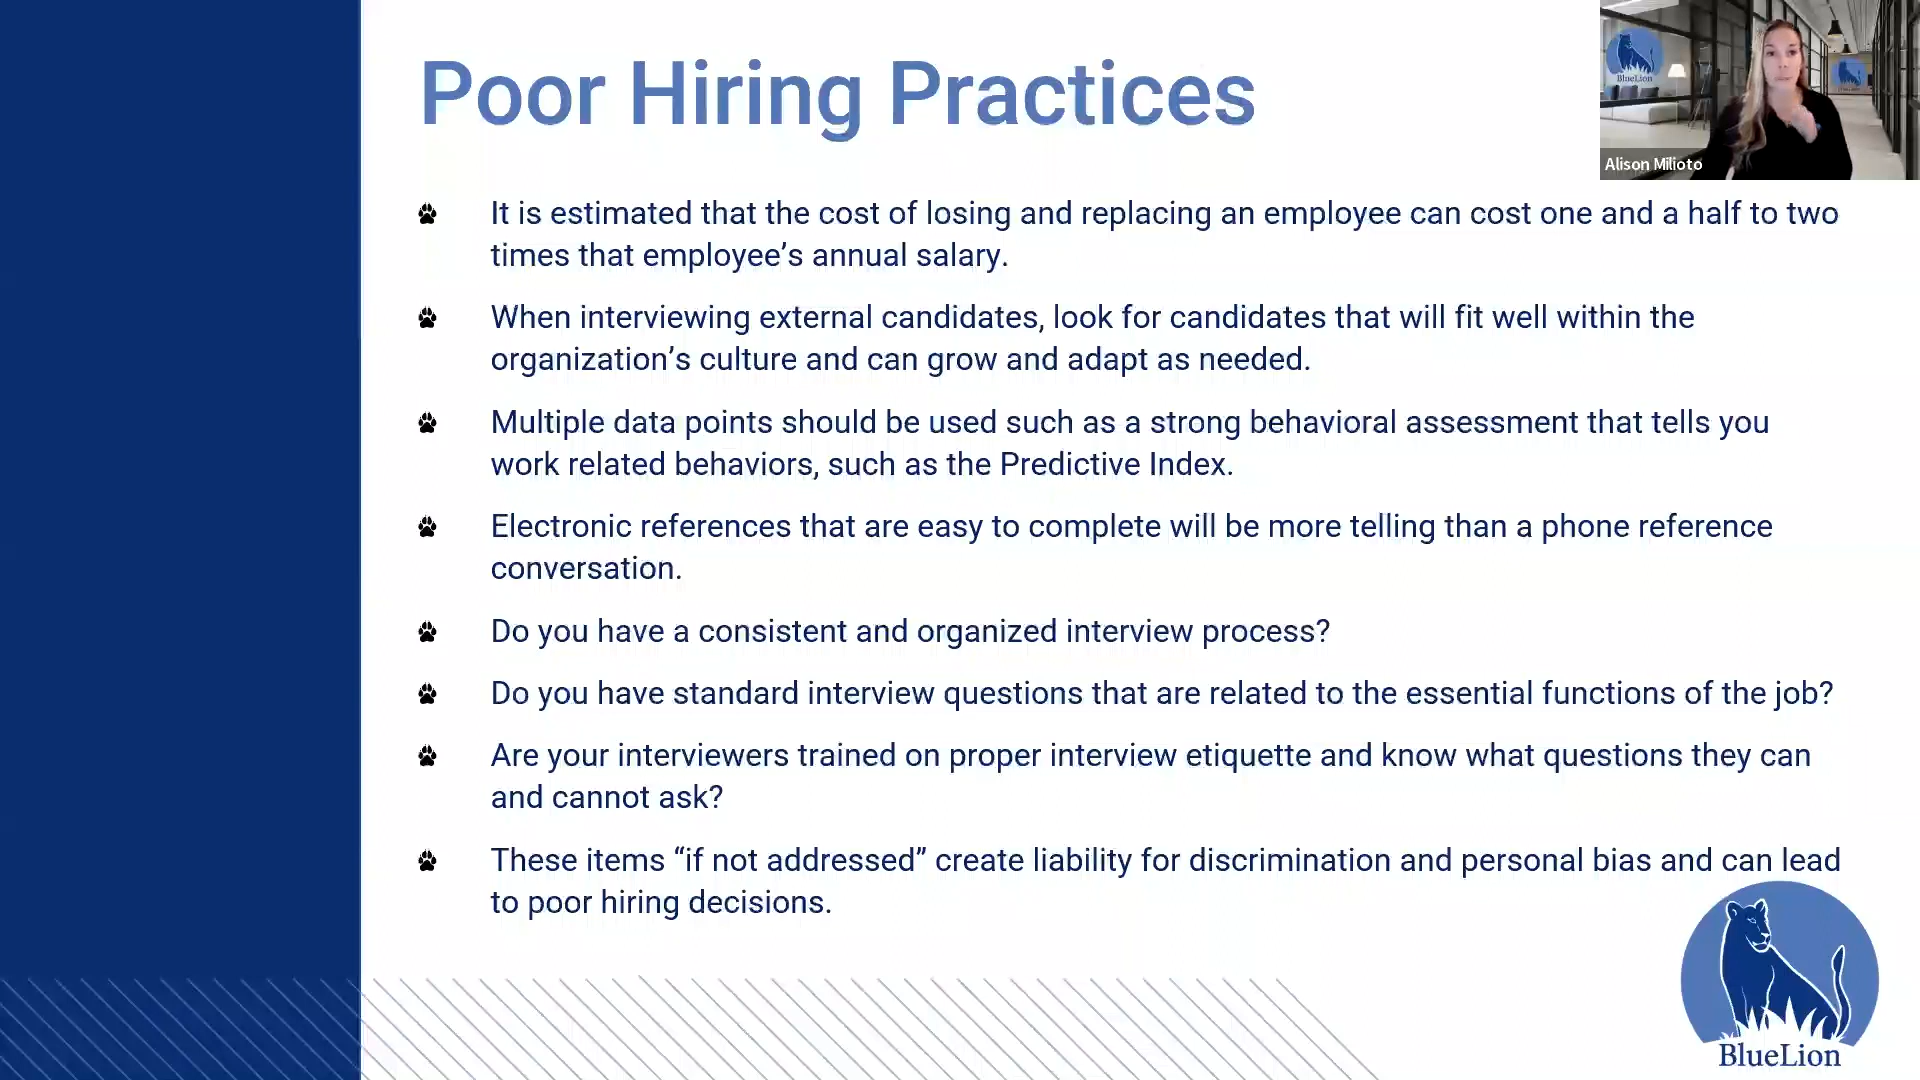 Poor Hiring Practices
BlueLion
Alison Milioto
It is estimated that the cost of losing and replacing an employee can cost one and a half to two
times that employee’s annual salary.
When interviewing external candidates, look for candidates that will fit well within the
organization’s culture and can grow and adapt as needed.
Multiple data points should be used such as a strong behavioral assessment that tells you
work related behaviors, such as the Predictive Index.
Electronic references that are easy to complete will be more telling than a phone reference
conversation.
Do you have a consistent and organized interview process?
Do you have standard interview questions that are related to the essential functions of the job?
Are your interviewers trained on proper interview etiquette and know what questions they can
and cannot ask?
These items “if not addressed” create liability for discrimination and personal bias and can lead
to poor hiring decisions.
BlueLion